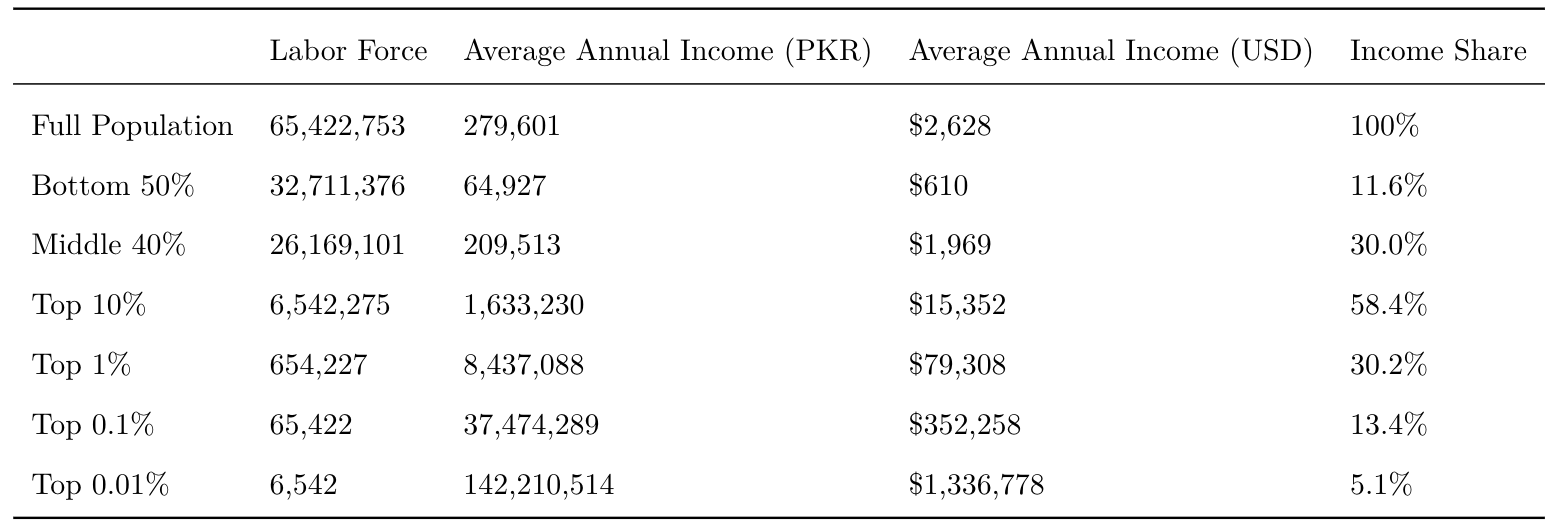 Labor Force Average Annual Income (PKR) Average Annual Income (USD) Income Share
Full Population 65,422,753 279,601 $2,628 100%
Bottom 50% 32,711,376 64,927 $610 11.6%
Middle 40% 26,169,101 209,513 $1,969 30.0%
Top 10% 6,542,275 1,633,230 $15,352 58.4%
Top 1% 654,227 8,437,088 $79,308 30.2%
Top 0.1% 65,422 37,474,289 $352,258 13.4%
Top 0.01% 6,542 142,210,514 $1,336,778 5.1%